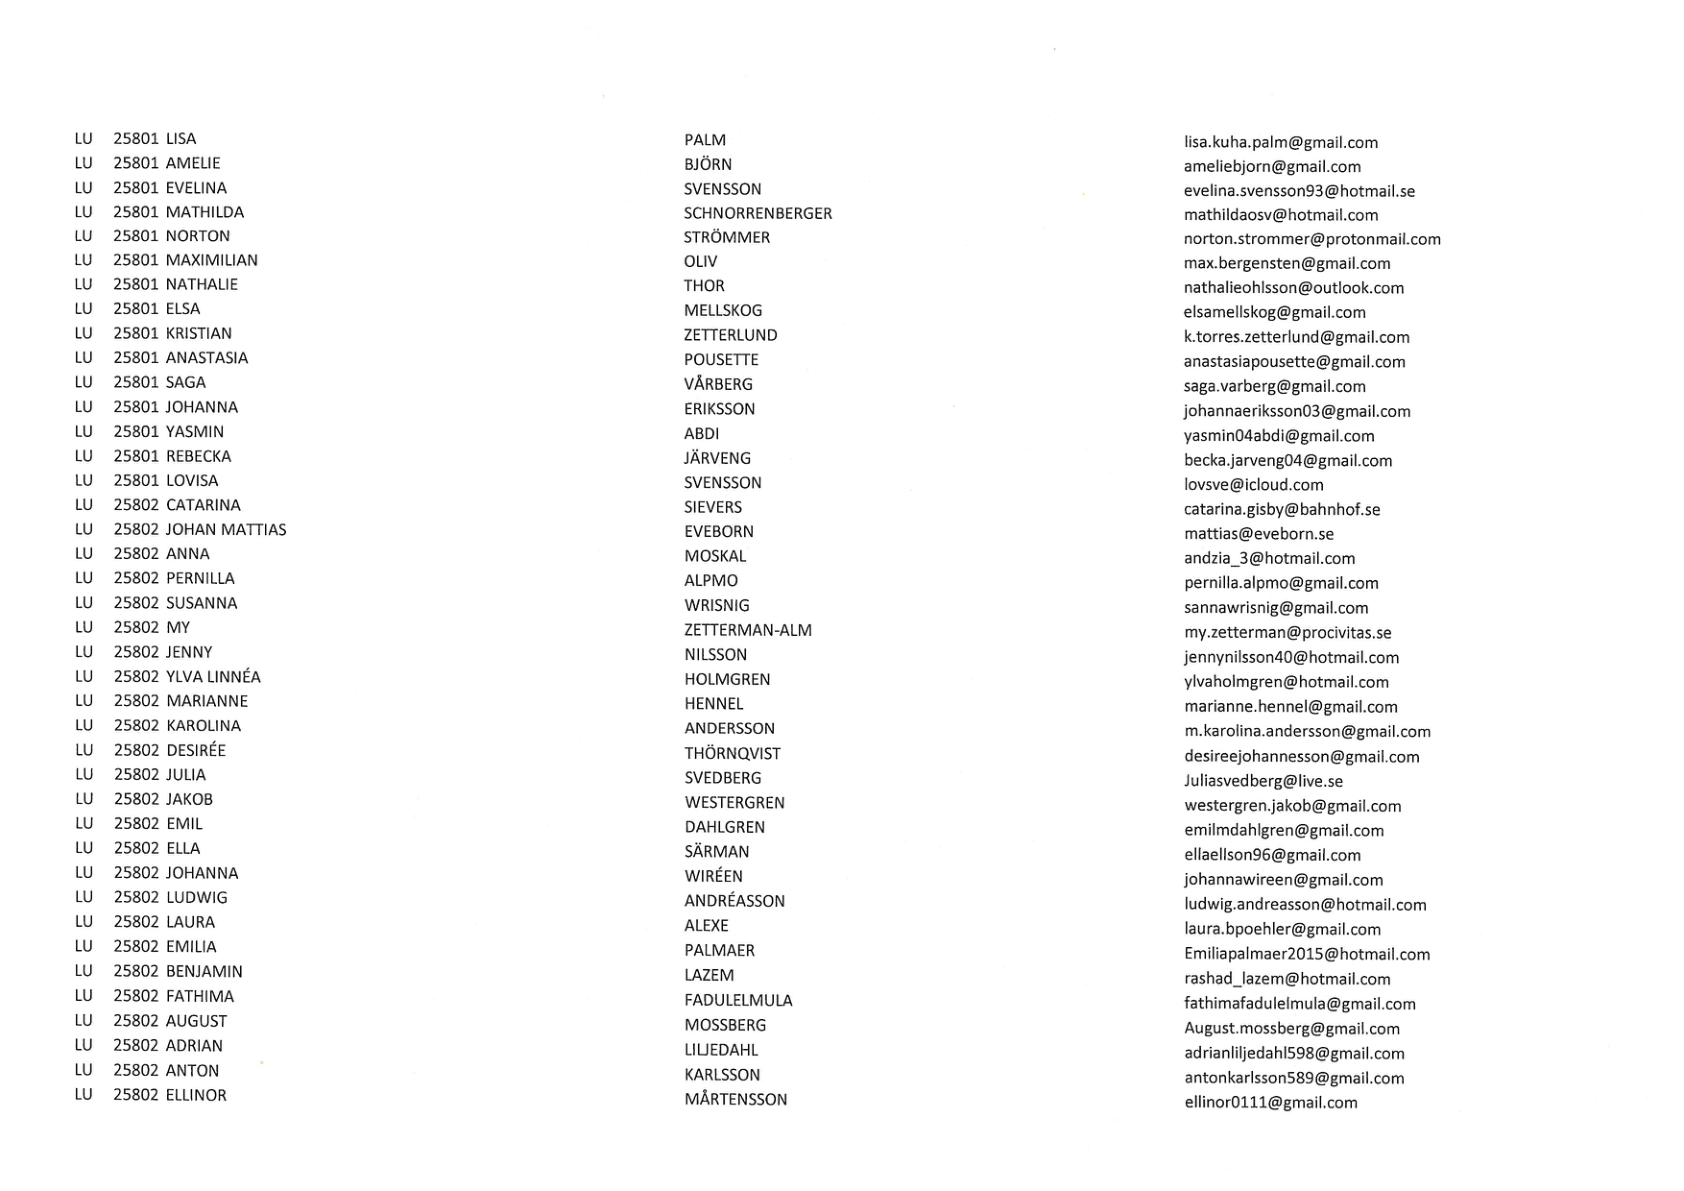 LU 25801 LISA PALM lisa.kuha.palm@gmail.com
LU 25801 AMELIE BJÖRN ameliebjorn@gmail.com
LU 25801 EVELINA SVENSSON evelina.svensson93@hotmail.se
LU 25801 MATHILDA SCHNORRENBERGER mathildaosv@hotmail.com
LU 25801 NORTON STRÖMMER norton.strommer@protonmail.com
LU 25801 MAXIMILIAN OLIV max.bergensten@gmail.com
LU 25801 NATHALIE THOR nathalieohlsson@outlook.com
LU 25801 ELSA MELLSKOG elsamellskog@gmail.com
LU 25801 KRISTIAN ZETTERLUND k.torres.zetterlund@gmail.com
LU 25801 ANASTASIA POUSETTE anastasiapousette@gmail.com
LU 25801 SAGA VÅRBERG saga.varberg@gmail.com
LU 25801 JOHANNA ERIKSSON johannaeriksson03@gmail.com
LU 25801 YASMIN ABDI yasmin04abdi@gmail.com
LU 25801 REBECKA JÄRVENG becka.jarveng04@gmail.com
LU 25801 LOVISA SVENSSON lovsve@icloud.com
LU 25802 CATARINA SIEVERS catarina.gisby@bahnhof.se
LU 25802 JOHAN MATTIAS EVEBORN mattias@eveborn.se
LU 25802 ANNA MOSKAL andzia_3@hotmail.com
LU 25802 PERNILLA ALPMO pernilla.alpmo@gmail.com
LU 25802 SUSANNA WRISNIG sannawrisnig@gmail.com
LU 25802 MY ZETTERMAN-ALM my.zetterman@procivitas.se
LU 25802 JENNY NILSSON jennynilsson40@hotmail.com
LU 25802 YLVA LINNÉA HOLMGREN ylvaholmgren@hotmail.com
LU 25802 MARIANNE HENNEL marianne.hennel@gmail.com
LU 25802 KAROLINA ANDERSSON m.karolina.andersson@gmail.com
LU 25802 DESIRÉE THÖRNQVIST desireejohannesson@gmail.com
LU 25802 JULIA SVEDBERG Juliasvedberg@live.se
LU 25802 JAKOB WESTERGREN westergren.jakob@gmail.com
LU 25802 EMIL DAHLGREN emilmdahlgren@gmail.com
LU 25802 ELLA SÄRMAN ellaellson96@gmail.com
LU 25802 JOHANNA WIRÉEN johannawireen@gmail.com
LU 25802 LUDWIG ANDRÉASSON ludwig.andreasson@hotmail.com
LU 25802 LAURA ALEXE laura.bpoehler@gmail.com
LU 25802 EMILIA PALMAER Emiliapalmaer2015@hotmail.com
LU 25802 BENJAMIN LAZEM rashad_lazem@hotmail.com
LU 25802 FATHIMA FADULELMULA fathimafadulelmula@gmail.com
LU 25802 AUGUST MOSSBERG August.mossberg@gmail.com
LU 25802 ADRIAN LILJEDAHL adrianliljedahl598@gmail.com
LU 25802 ANTON KARLSSON antonkarlsson589@gmail.com
LU 25802 ELLINOR MÅRTENSSON ellinor0111@gmail.com